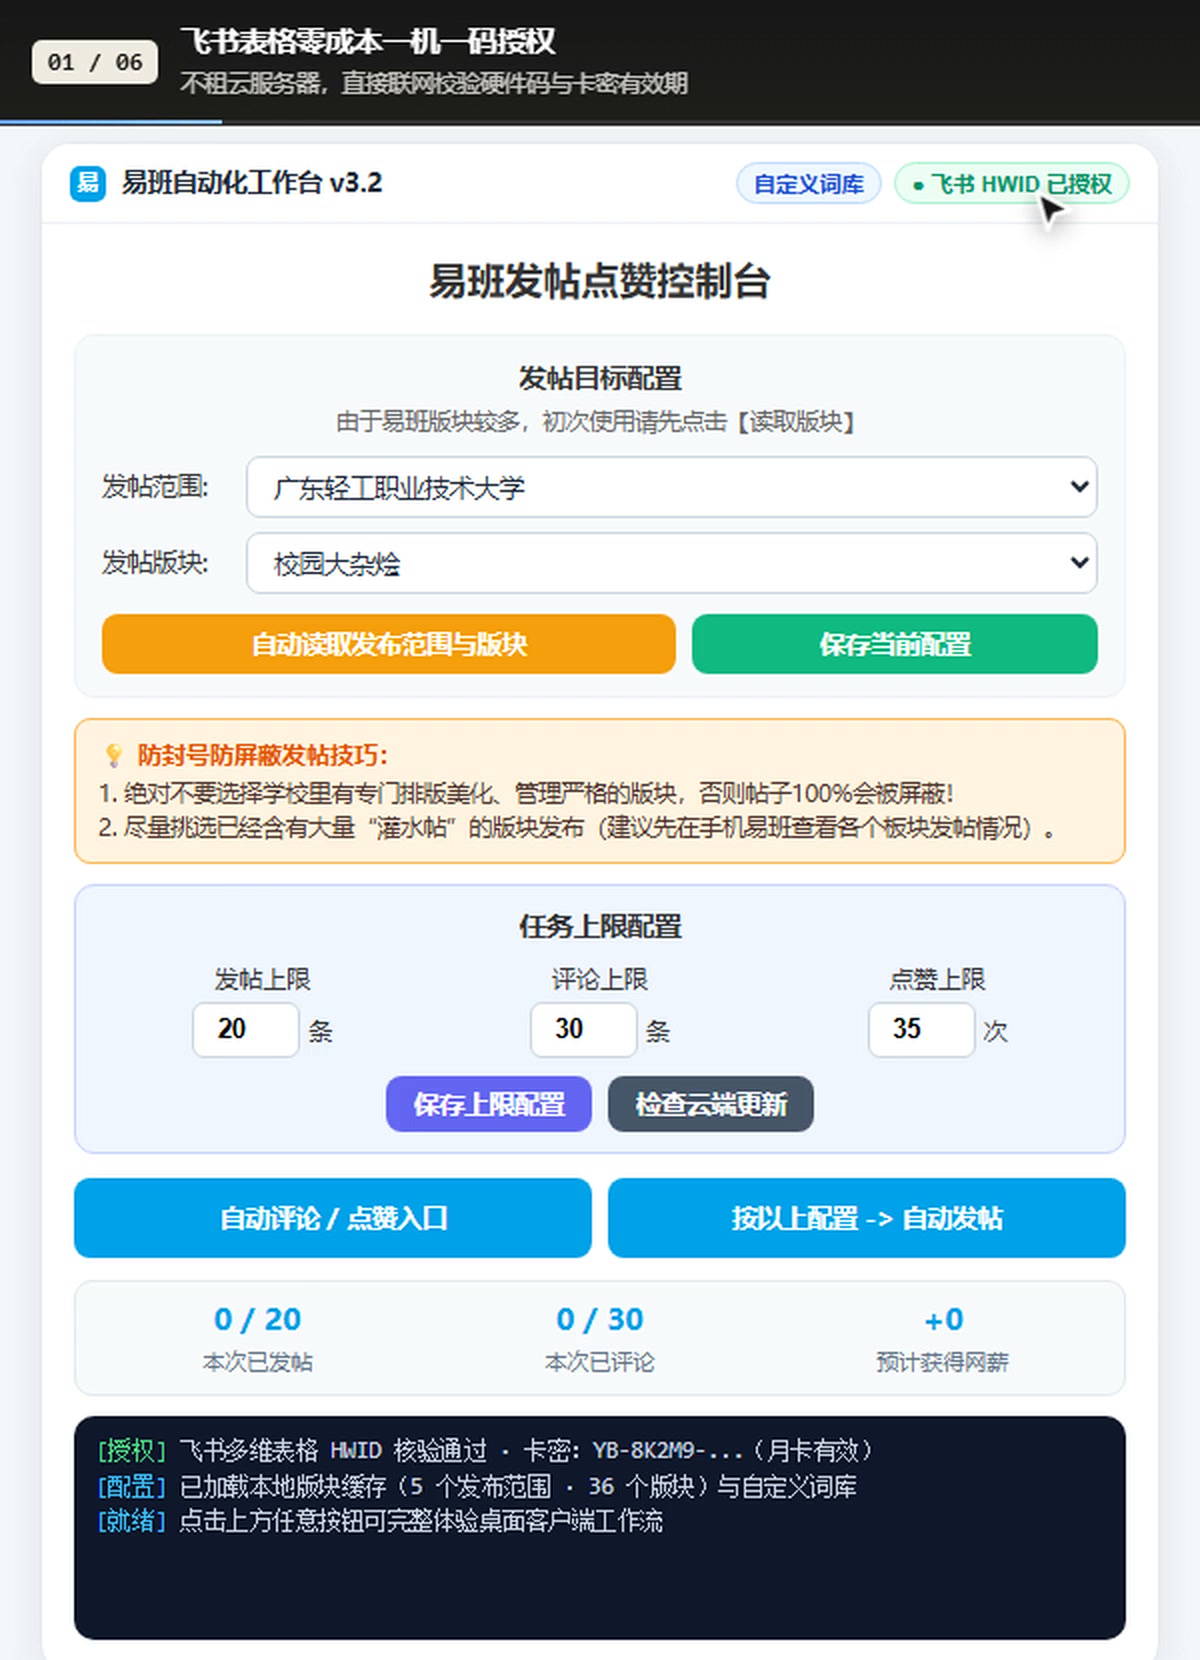 01 / 06
飞书表格零成本一机一码授权
不租云服务器，直接联网校验硬件码与卡密有效期
易
易班自动化工作台 v3.2
自定义词库
● 飞书 HWID 已授权
易班发帖点赞控制台
发帖目标配置
由于易班版块较多，初次使用请先点击【读取版块】
发帖范围:
广东轻工职业技术大学
发帖版块:
校园大杂烩
自动读取发布范围与版块
保存当前配置
💡 防封号防屏蔽发帖技巧：
1. 绝对不要选择学校里有专门排版美化、管理严格的版块，否则帖子100%会被屏蔽！
2. 尽量挑选已经含有大量“灌水帖”的版块发布（建议先在手机易班查看各个板块发帖情况）。
任务上限配置
发帖上限
评论上限
点赞上限
20 条
30 条
35 次
保存上限配置
检查云端更新
自动评论 / 点赞入口
按以上配置 -> 自动发帖
0 / 20
0 / 30
+0
本次已发帖
本次已评论
预计获得网薪
[授权] 飞书多维表格 HWID 核验通过 · 卡密: YB-8K2M9-...（月卡有效）
[配置] 已加载本地版块缓存（5 个发布范围 · 36 个版块）与自定义词库
[就绪] 点击上方任意按钮可完整体验桌面客户端工作流